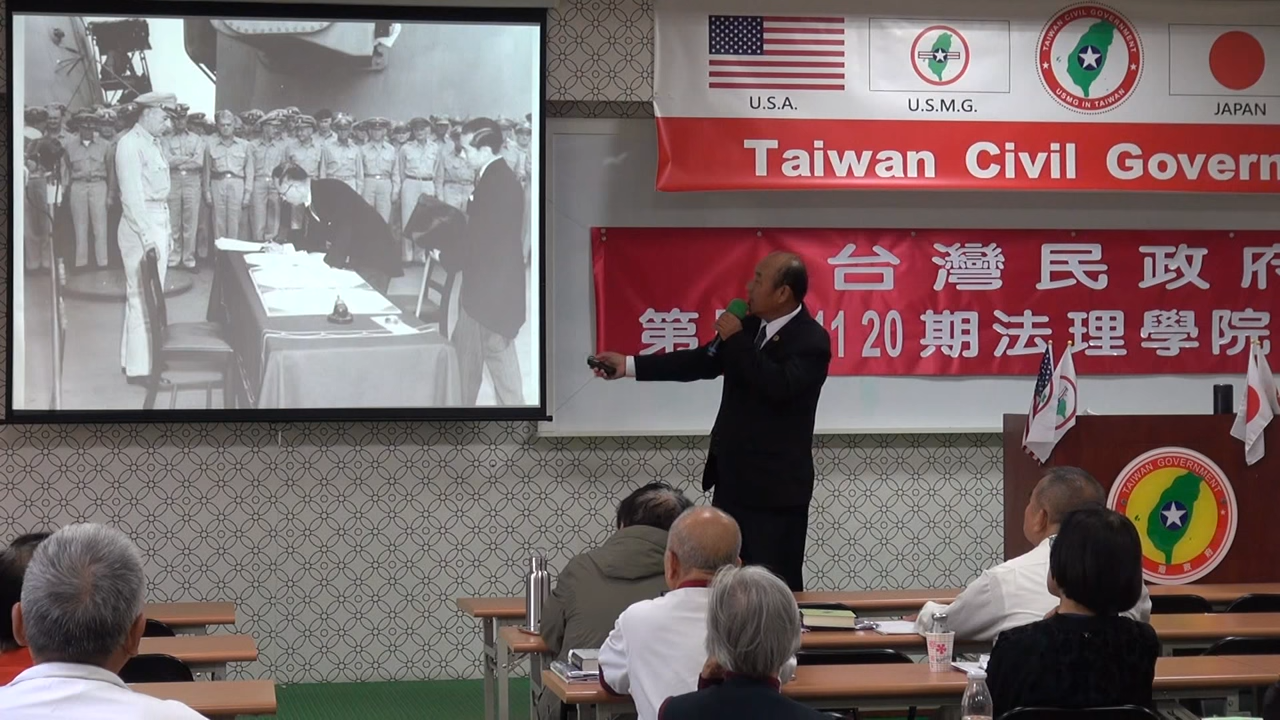 U.S.A.
U.S.M.G.
TAIWAN CIVIL GOVERNMENT
USMG IN TAIWAN
JAPAN
Taiwan Civil Govern
台灣民政府
第 1120期法理學院
TAIWAN GOVERNMENT